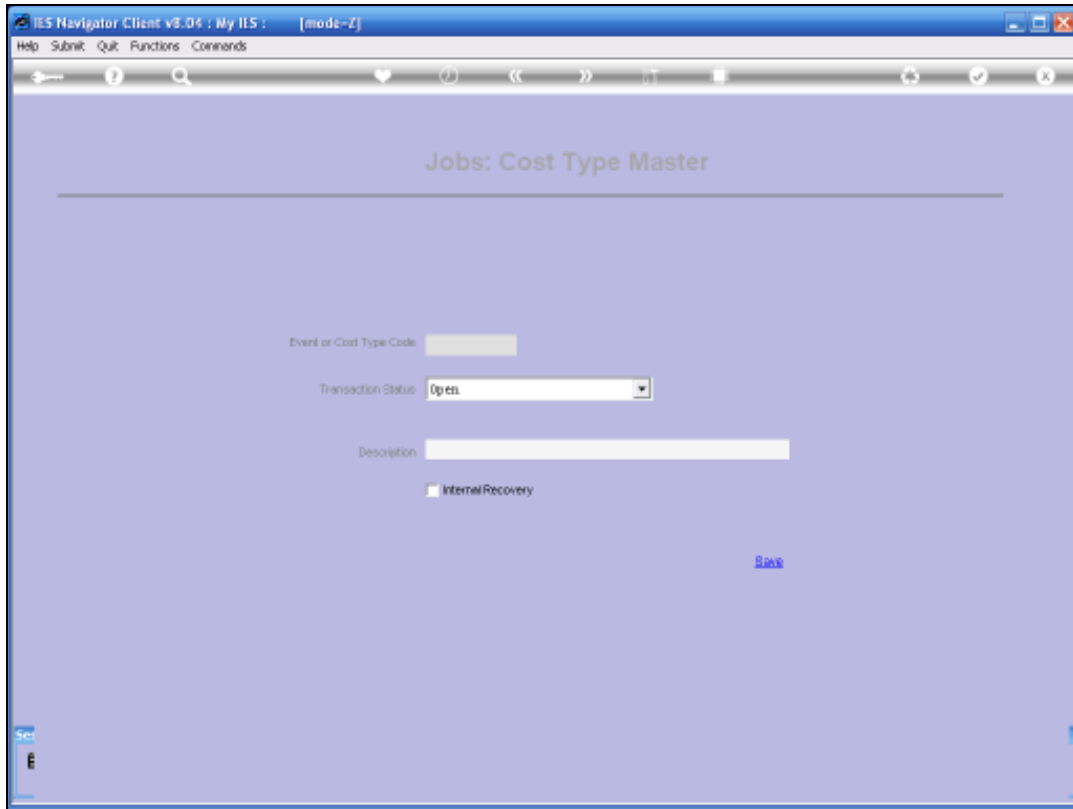 IES Navigator Client v8.04 : My IES : [mode=Z]
Help Submit Quit Functions Commands
Jobs: Cost Type Master
Event or Cost Type Code
Transaction Status Open
Description
Internal Recovery
Save